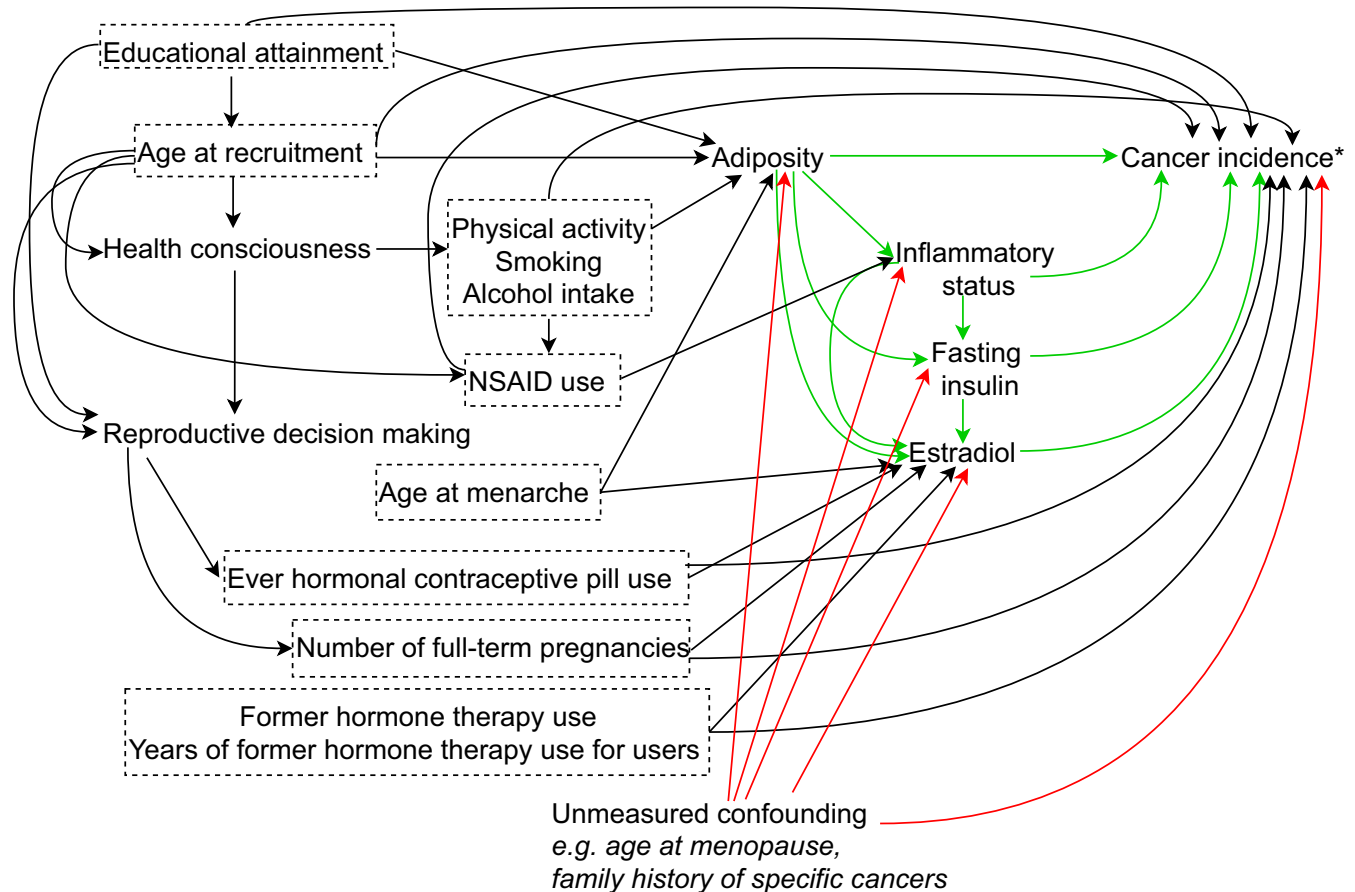 Educational attainment
Age at recruitment
Adiposity
Cancer incidence*
Health consciousness
Physical activity
Smoking
Alcohol intake
Inflammatory
status
NSAID use
Fasting
insulin
Reproductive decision making
Estradiol
Age at menarche
Ever hormonal contraceptive pill use
Number of full-term pregnancies
Former hormone therapy use
Years of former hormone therapy use for users
Unmeasured confounding
e.g. age at menopause,
family history of specific cancers